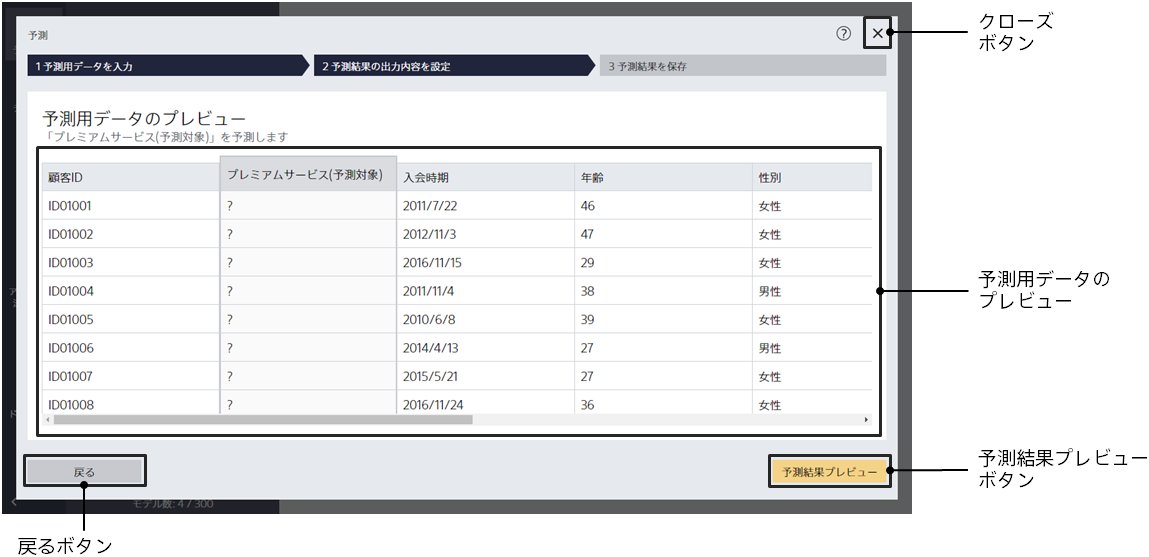 予測
?
×
クローズ
ボタン
1 予測用データを入力
2 予測結果の出力内容を設定
3 予測結果を保存
予測用データのプレビュー
「プレミアムサービス(予測対象)」を予測します
顧客ID プレミアムサービス(予測対象) 入会時期 年齢 性別
ID01001 ? 2011/7/22 46 女性
ID01002 ? 2012/11/3 47 女性
ID01003 ? 2016/11/15 29 女性
ID01004 ? 2011/11/4 38 男性
ID01005 ? 2010/6/8 39 女性
ID01006 ? 2014/4/13 27 男性
ID01007 ? 2015/5/21 27 女性
ID01008 ? 2016/11/24 36 女性
予測用データの
プレビュー
戻る
予測結果プレビュー
予測結果プレビュー
ボタン
モデル数: 4 / 300
戻るボタン